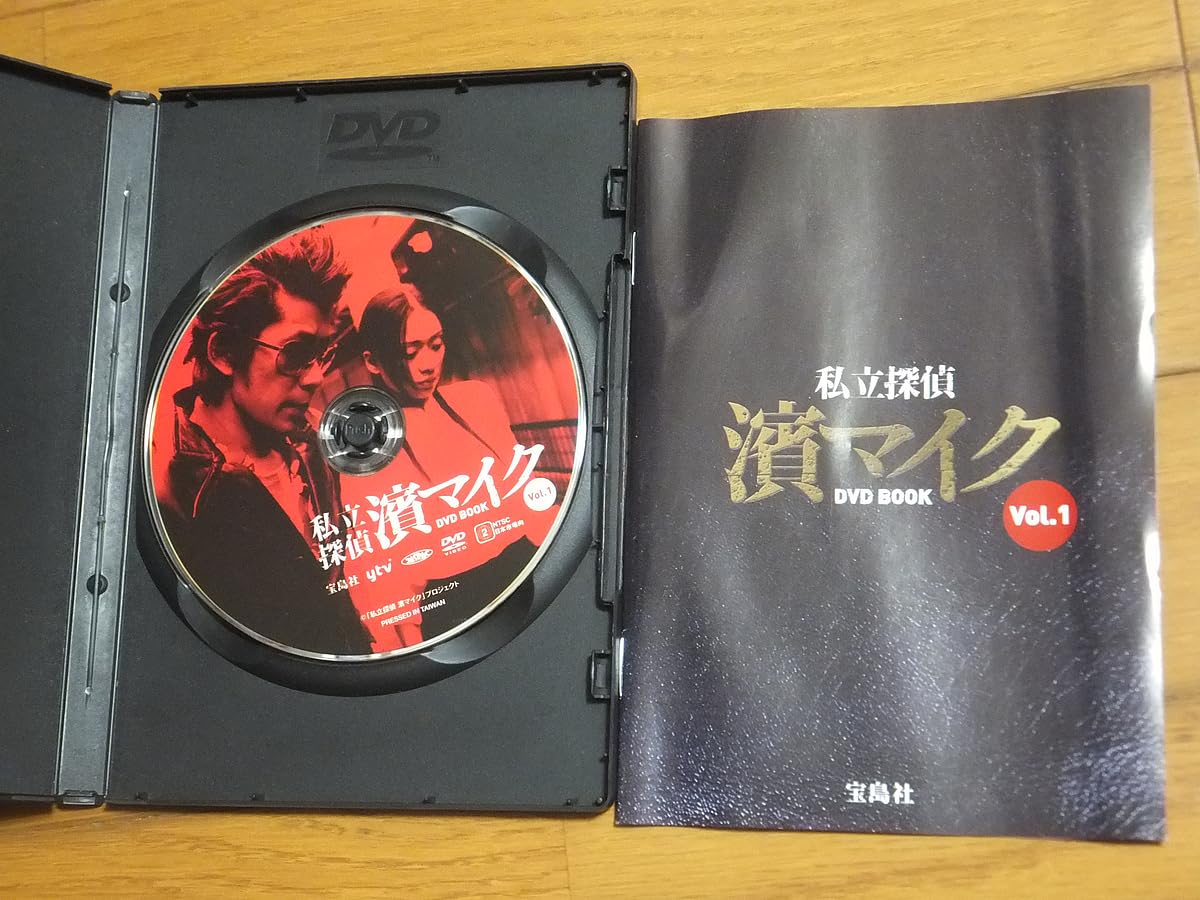 DVD
TM
Push
私立
探偵
濱マイク
DVD BOOK
Vol.1
宝島社
ytv
DVD
VIDEO
2
NTSC
日本市場向
©「私立探偵 濱マイク」プロジェクト
PRESSED IN TAIWAN
私立探偵
濱マイク
DVD BOOK
Vol.1
宝島社